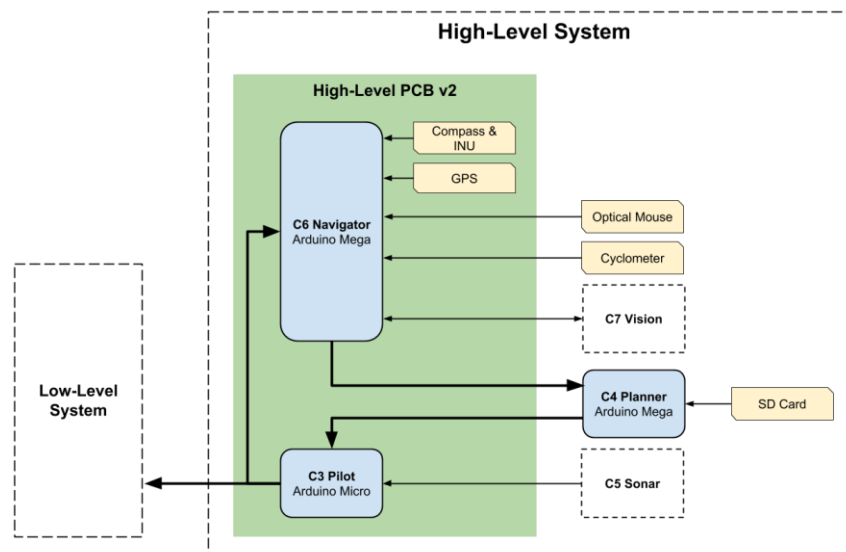 High-Level System
High-Level PCB v2
Compass &
INU
GPS
C6 Navigator
Arduino Mega
Optical Mouse
Cyclometer
C7 Vision
Low-Level
System
C4 Planner
Arduino Mega
SD Card
C3 Pilot
Arduino Micro
C5 Sonar